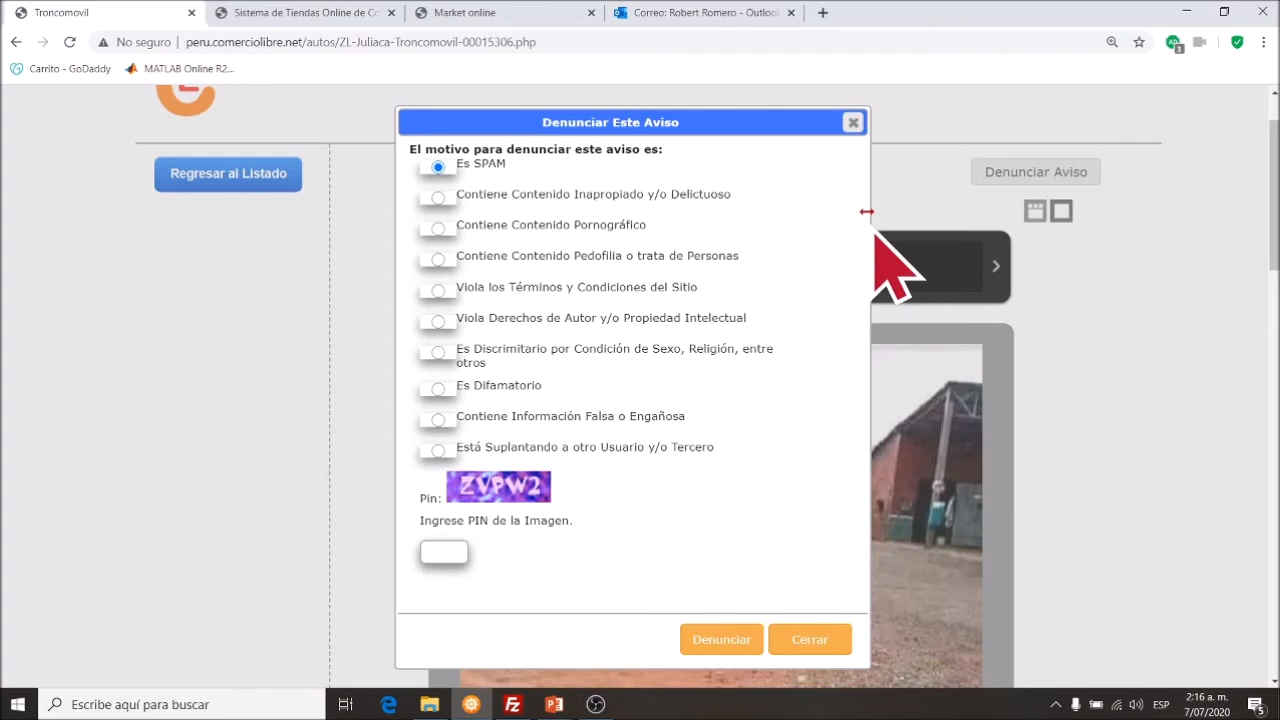 Troncomovil
Sistema de Tiendas Online de Co
Market online
Correo: Robert Romero - Outlook
No seguro
peru.comerciolibre.net/autos/ZL-Juliaca-Troncomovil-00015306.php
3
Carrito - GoDaddy
MATLAB Online R2...
Denunciar Este Aviso
Regresar al Listado
Denunciar Aviso
El motivo para denunciar este aviso es:
Es SPAM
Contiene Contenido Inapropiado y/o Delictuoso
Contiene Contenido Pornográfico
Contiene Contenido Pedofilia o trata de Personas
Viola los Términos y Condiciones del Sitio
Viola Derechos de Autor y/o Propiedad Intelectual
Es Discrimitario por Condición de Sexo, Religión, entre
otros
Es Difamatorio
Contiene Información Falsa o Engañosa
Está Suplantando a otro Usuario y/o Tercero
Pin: ZVPW2
Ingrese PIN de la Imagen.
Denunciar
Cerrar
Escribe aquí para buscar
ESP
2:16 a. m.
7/07/2020
5